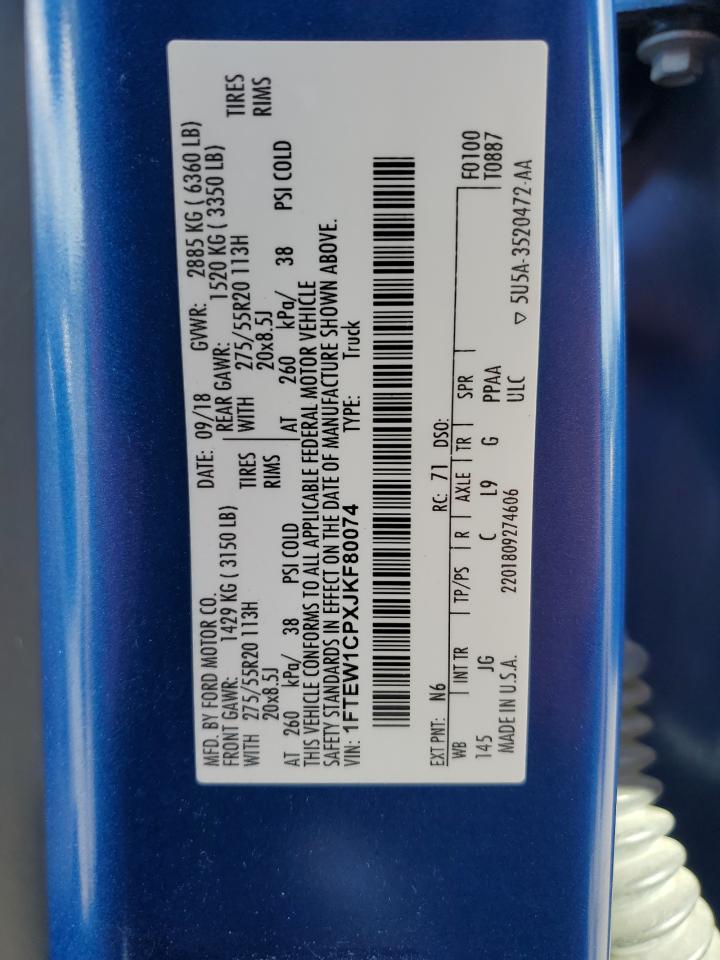 MFD. BY FORD MOTOR CO. DATE: 09/18 GVWR: 2885 KG ( 6360 LB)
FRONT GAWR: 1429 KG ( 3150 LB) REAR GAWR: 1520 KG ( 3350 LB)
WITH 275/55R20 113H TIRES WITH 275/55R20 113H TIRES
20x8.5J RIMS 20x8.5J RIMS
AT 260 kPa/ 38 PSI COLD AT 260 kPa/ 38 PSI COLD
THIS VEHICLE CONFORMS TO ALL APPLICABLE FEDERAL MOTOR VEHICLE
SAFETY STANDARDS IN EFFECT ON THE DATE OF MANUFACTURE SHOWN ABOVE.
VIN: 1FTEW1CPXJKF80074 TYPE: Truck
EXT PNT: N6 RC: 71 DSO: F0100
WB INT TR TP/PS R AXLE TR SPR T0887
145 JG C L9 G PPAA
MADE IN U.S.A. 2201809274606 ULC ▽ 5U5A-3520472-AA